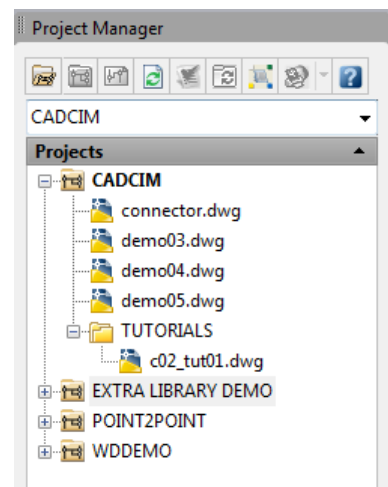 Project Manager
CADCIM
Projects
CADCIM
connector.dwg
demo03.dwg
demo04.dwg
demo05.dwg
TUTORIALS
c02_tut01.dwg
EXTRA LIBRARY DEMO
POINT2POINT
WDDEMO